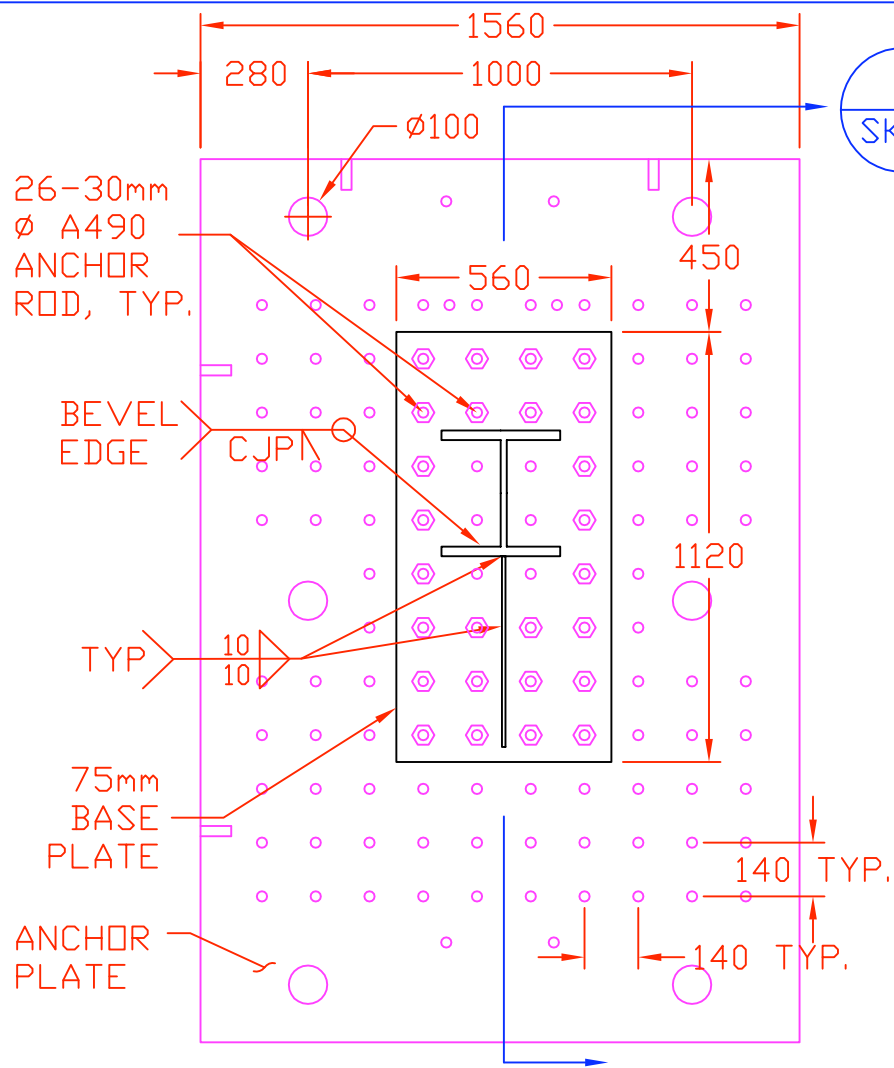 1560
280
1000
ø100
SK
26-30mm
ø A490
ANCHOR
ROD, TYP.
450
560
BEVEL
EDGE
CJP
1120
TYP
10
10
75mm
BASE
PLATE
140 TYP.
ANCHOR
PLATE
140 TYP.